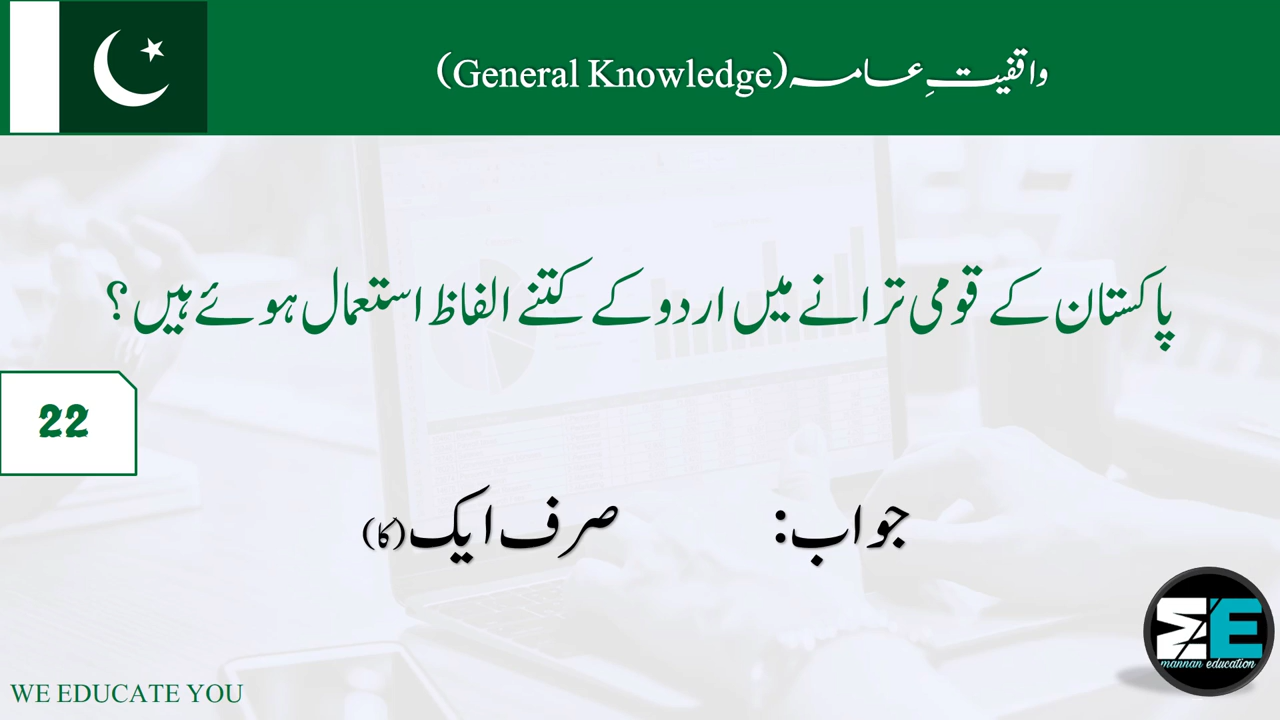 واقفیتِ عامہ (General Knowledge)
پاکستان کے قومی ترانے میں اردو کے کتنے الفاظ استعمال ہوئے ہیں؟
22
جواب: صرف ایک (کا)
ME
mannan education
WE EDUCATE YOU